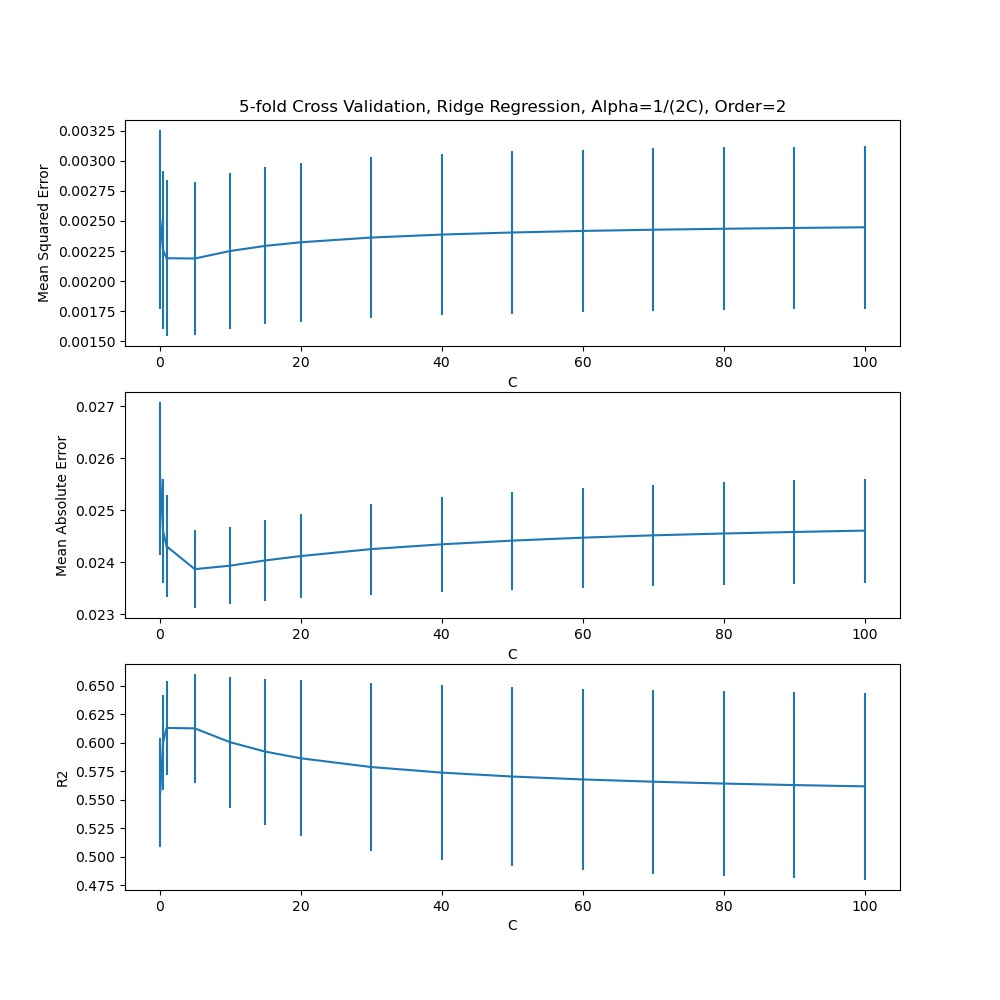 5-fold Cross Validation, Ridge Regression, Alpha=1/(2C), Order=2
Mean Squared Error
0.00325
0.00300
0.00275
0.00250
0.00225
0.00200
0.00175
0.00150
0 20 40 60 80 100
C
Mean Absolute Error
0.027
0.026
0.025
0.024
0.023
0 20 40 60 80 100
C
R2
0.650
0.625
0.600
0.575
0.550
0.525
0.500
0.475
0 20 40 60 80 100
C